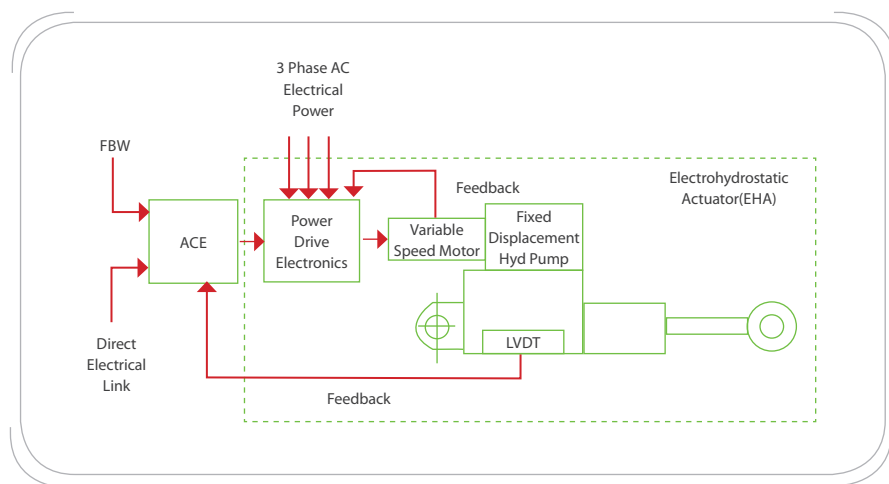 3 Phase AC
Electrical
Power
FBW
Feedback
Electrohydrostatic
Actuator(EHA)
ACE
Power
Drive
Electronics
Variable
Speed Motor
Fixed
Displacement
Hyd Pump
LVDT
Direct
Electrical
Link
Feedback